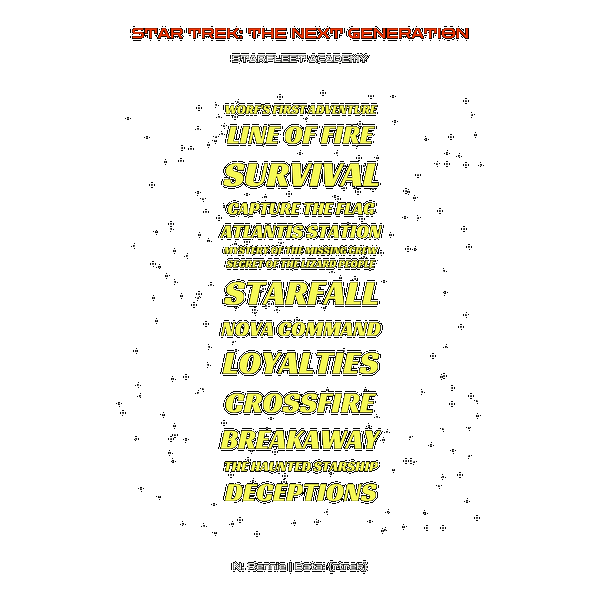 STAR TREK: THE NEXT GENERATION
STARFLEET ACADEMY
WORF'S FIRST ADVENTURE
LINE OF FIRE
SURVIVAL
CAPTURE THE FLAG
ATLANTIS STATION
MYSTERY OF THE MISSING CREW
SECRET OF THE LIZARD PEOPLE
STARFALL
NOVA COMMAND
LOYALTIES
CROSSFIRE
BREAKAWAY
THE HAUNTED STARSHIP
DECEPTIONS